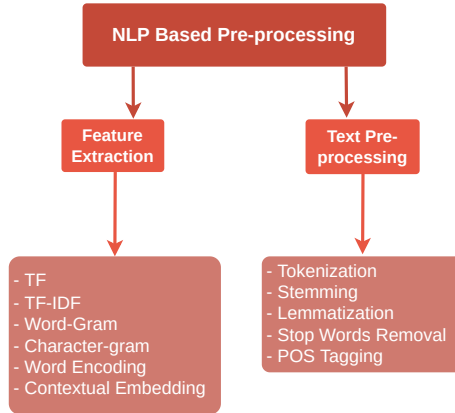 NLP Based Pre-processing
Feature
Extraction
Text Pre-
processing
- TF
- TF-IDF
- Word-Gram
- Character-gram
- Word Encoding
- Contextual Embedding
- Tokenization
- Stemming
- Lemmatization
- Stop Words Removal
- POS Tagging